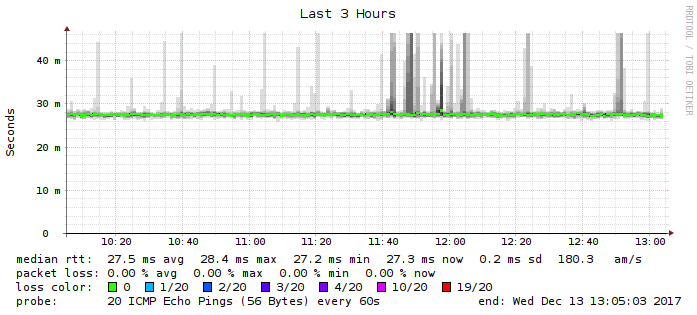 Last 3 Hours
RRDTOOL / TOBI OETIKER
Seconds
40 m
30 m
20 m
10 m
0
10:20 10:40 11:00 11:20 11:40 12:00 12:20 12:40 13:00
median rtt: 27.5 ms avg 28.4 ms max 27.2 ms min 27.3 ms now 0.2 ms sd 180.3 am/s
packet loss: 0.00 % avg 0.00 % max 0.00 % min 0.00 % now
loss color: 0 1/20 2/20 3/20 4/20 10/20 19/20
probe: 20 ICMP Echo Pings (56 Bytes) every 60s end: Wed Dec 13 13:05:03 2017